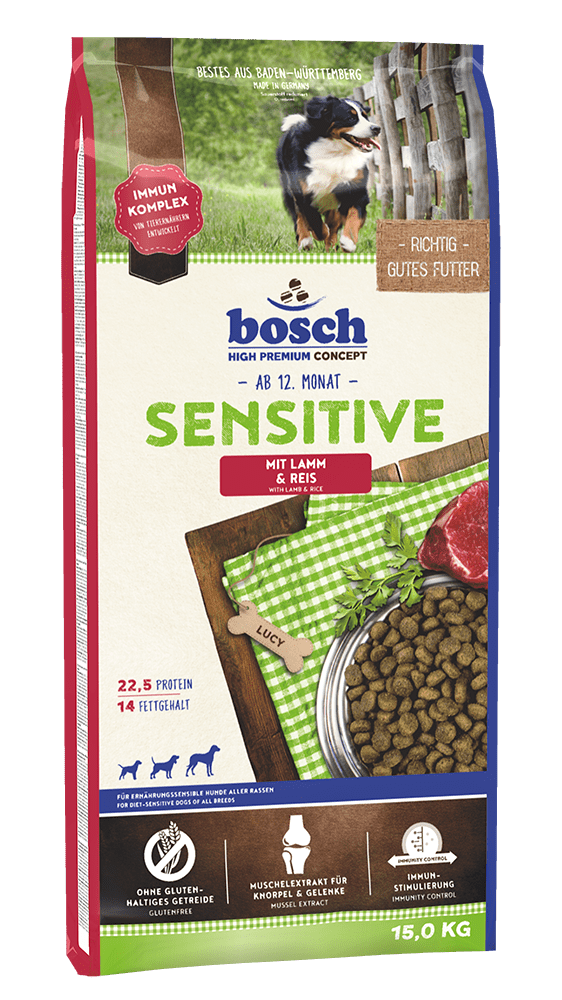 BESTES AUS BADEN-WÜRTTEMBERG
MADE IN GERMANY
IMMUN
KOMPLEX
VON TIERERNÄHRERN
ENTWICKELT
- RICHTIG -
GUTES FUTTER
bosch
HIGH PREMIUM CONCEPT
- AB 12. MONAT -
SENSITIVE
MIT LAMM
& REIS
WITH LAMB & RICE
LUCY
22,5 PROTEIN
14 FETTGEHALT
FÜR ERNÄHRUNGSSENSIBLE HUNDE ALLER RASSEN
FOR DIET-SENSITIVE DOGS OF ALL BREEDS
OHNE GLUTEN-
HALTIGES GETREIDE
GLUTENFREE
MUSCHELEXTRAKT FÜR
KNORPEL & GELENKE
MUSSEL EXTRACT
IMMUNITY CONTROL
IMMUN-
STIMULIERUNG
IMMUNITY CONTROL
15,0 KG